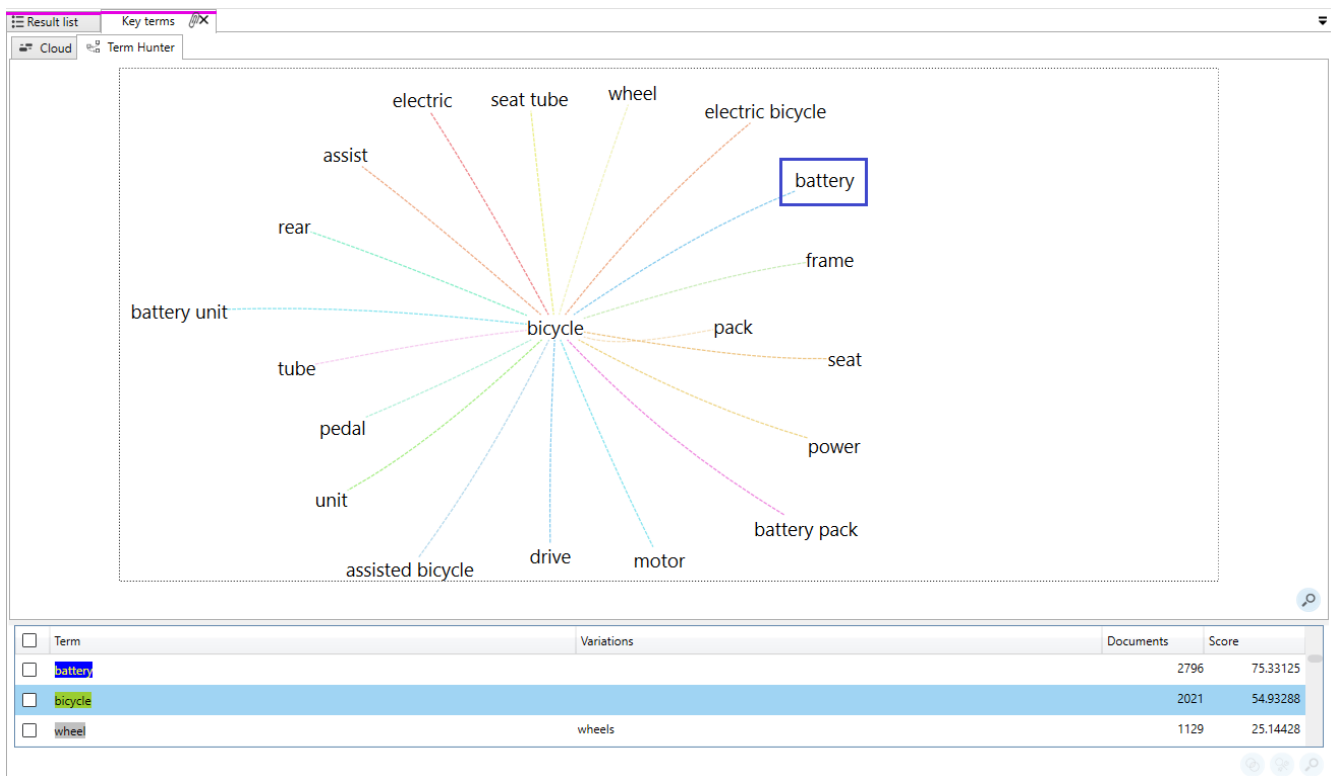 Result list
Key terms
Cloud
Term Hunter
electric
seat tube
wheel
electric bicycle
assist
battery
rear
frame
battery unit
bicycle
pack
tube
seat
pedal
power
unit
battery pack
assisted bicycle
drive
motor
Term Variations Documents Score
battery 2796 75.33125
bicycle 2021 54.93288
wheel wheels 1129 25.14428